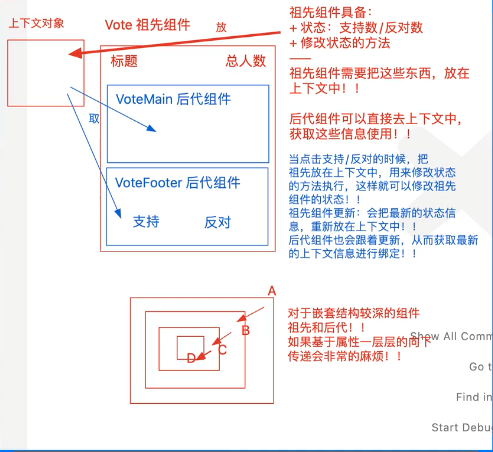 上下文对象
Vote 祖先组件
放
标题
总人数
VoteMain 后代组件
取
VoteFooter 后代组件
支持
反对
祖先组件具备：
+ 状态：支持数/反对数
+ 修改状态的方法
——
祖先组件需要把这些东西，放在
上下文中！！
后代组件可以直接去上下文中，
获取这些信息使用！！
当点击支持/反对的时候，把
祖先放在上下文中，用来修改状态
的方法执行，这样就可以修改祖先
组件的状态！！
祖先组件更新：会把最新的状态信
息，重新放在上下文中！！
后代组件也会跟着更新，从而获取最新
的上下文信息进行绑定！！
A
B
C
D
对于嵌套结构较深的组件
祖先和后代！！
如果基于属性一层层的向下
传递会非常的麻烦！！
Show All Comm
Go t
Find in
Start Debu